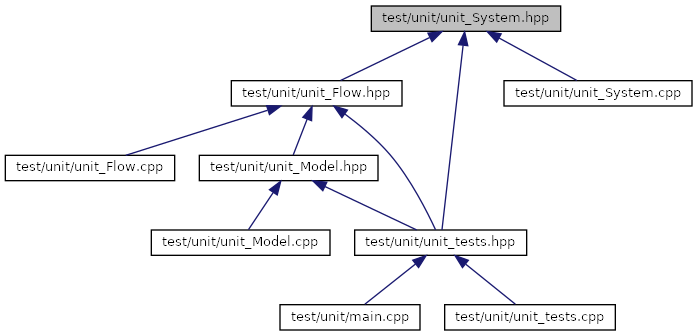 test/unit/unit_System.hpp
test/unit/unit_Flow.hpp
test/unit/unit_System.cpp
test/unit/unit_Flow.cpp
test/unit/unit_Model.hpp
test/unit/unit_Model.cpp
test/unit/unit_tests.hpp
test/unit/main.cpp
test/unit/unit_tests.cpp